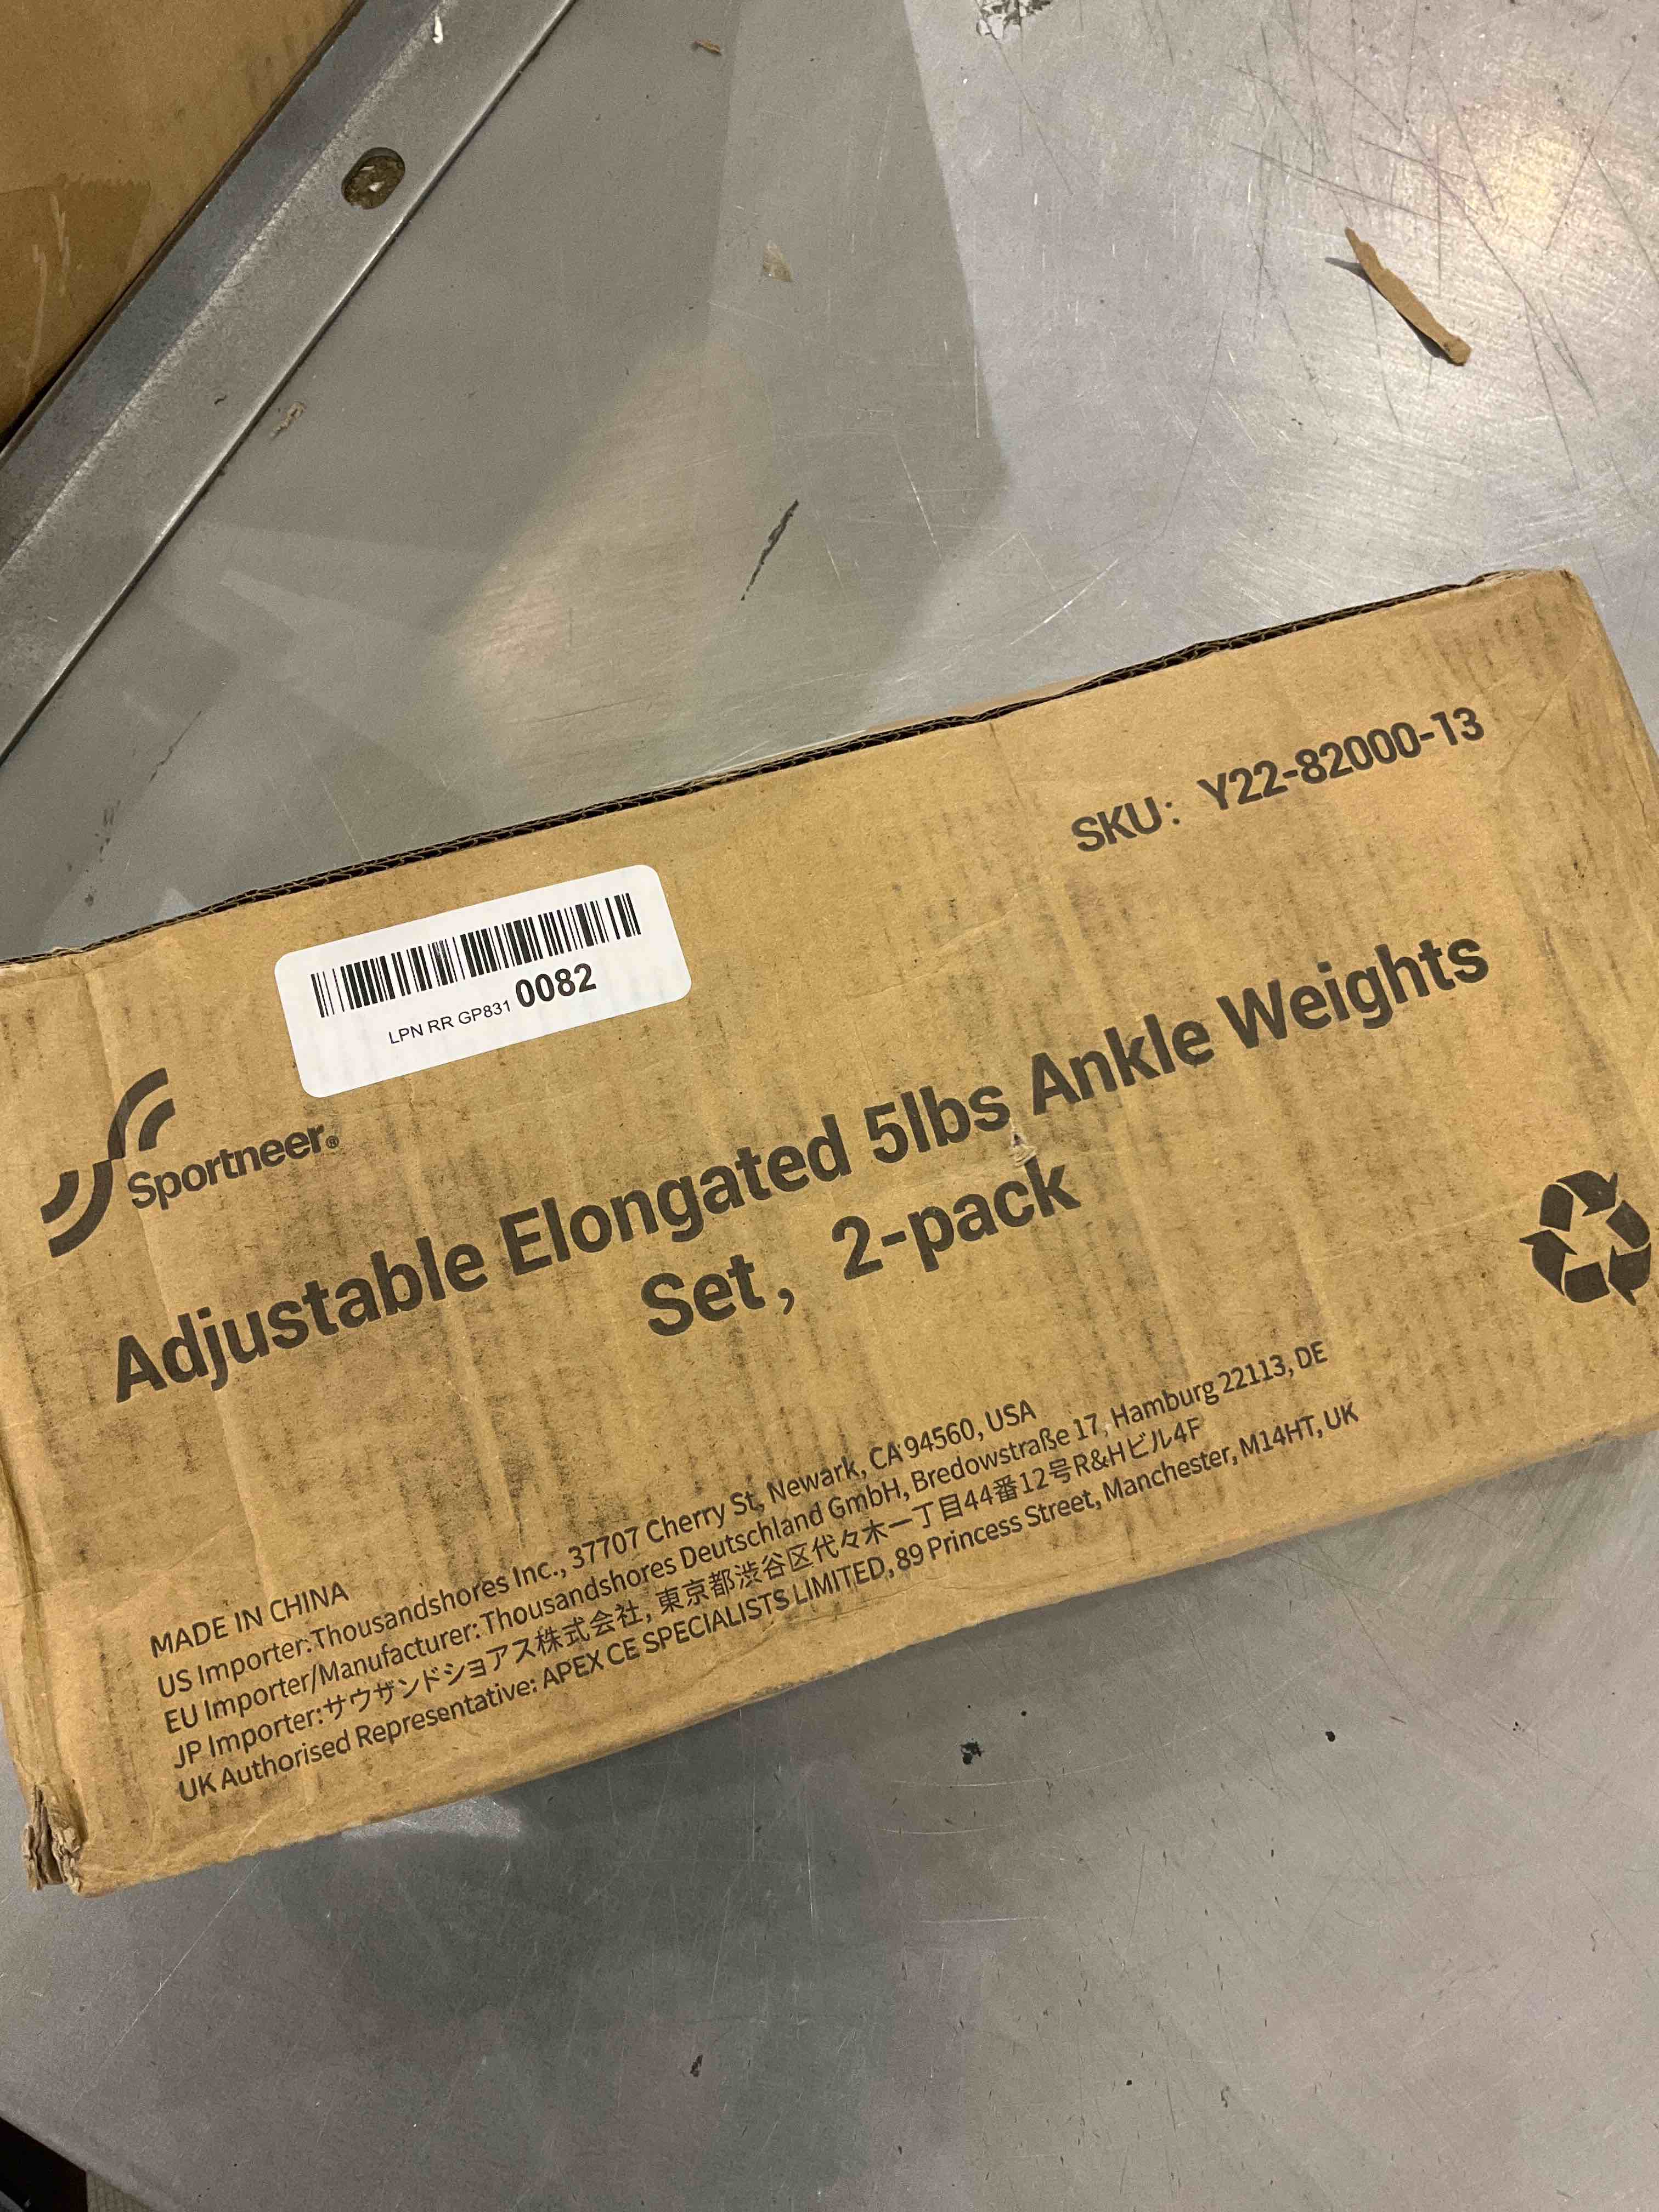 SKU: Y22-82000-13
LPN RR GP831 0082
Sportneer®
Adjustable Elongated 5lbs Ankle Weights
Set, 2-pack
MADE IN CHINA
US Importer:Thousandshores Inc., 37707 Cherry St, Newark, CA 94560, USA
EU Importer/Manufacturer: Thousandshores Deutschland GmbH, Bredowstraße 17, Hamburg 22113, DE
JP Importer:サウザンドショアス株式会社, 東京都渋谷区代々木一丁目44番12号R&Hビル4F
UK Authorised Representative: APEX CE SPECIALISTS LIMITED, 89 Princess Street, Manchester, M14HT, UK